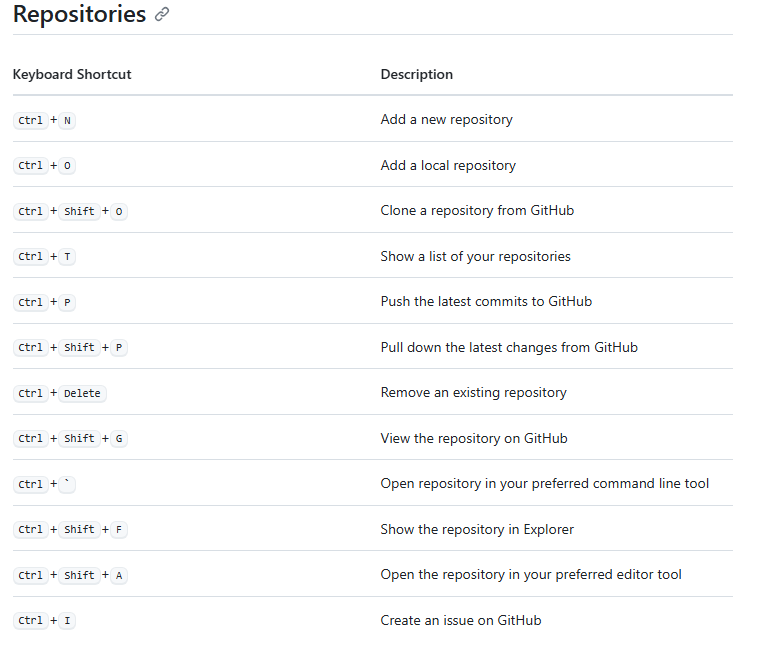 Repositories
Keyboard Shortcut Description
Ctrl + N Add a new repository
Ctrl + O Add a local repository
Ctrl + Shift + O Clone a repository from GitHub
Ctrl + T Show a list of your repositories
Ctrl + P Push the latest commits to GitHub
Ctrl + Shift + P Pull down the latest changes from GitHub
Ctrl + Delete Remove an existing repository
Ctrl + Shift + G View the repository on GitHub
Ctrl + ` Open repository in your preferred command line tool
Ctrl + Shift + F Show the repository in Explorer
Ctrl + Shift + A Open the repository in your preferred editor tool
Ctrl + I Create an issue on GitHub